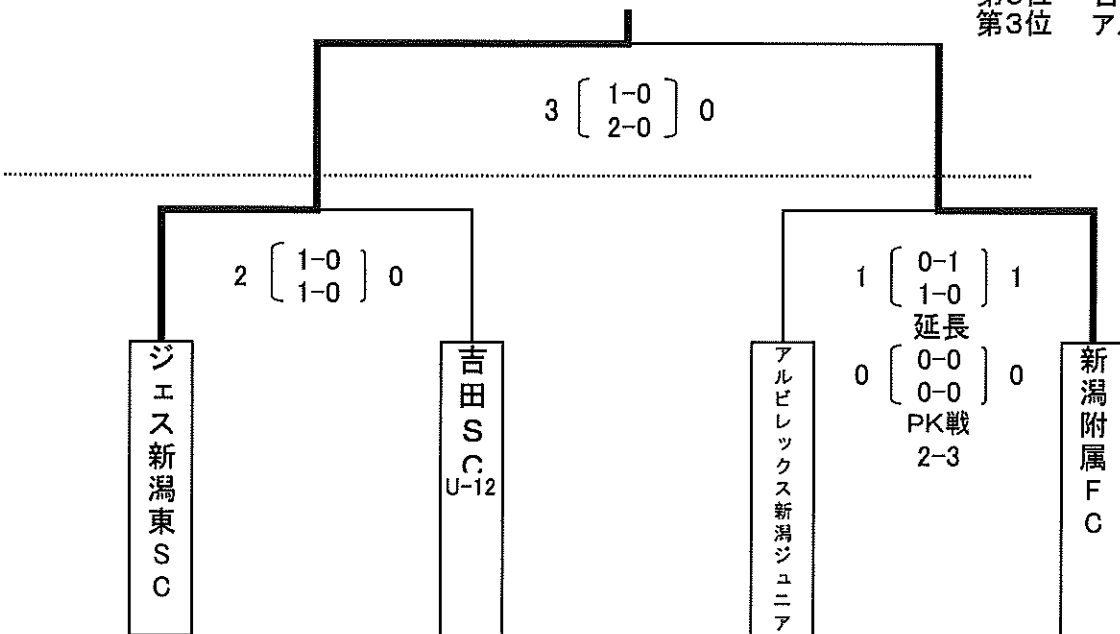 第3位
第3位 ア
3 1-0 0
2-0
2 1-0 0
1-0
1 0-1 1
1-0
延長
0 0-0 0
0-0
PK戦
2-3
ジェス新潟東SC
吉田SC
U-12
アルビレックス新潟ジュニア
新潟附属FC